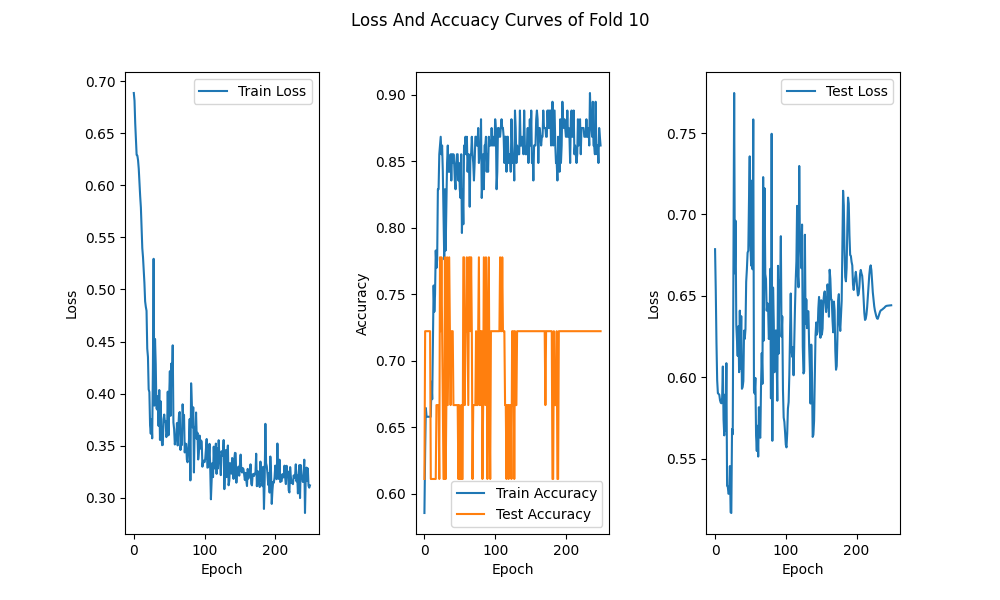 Loss And Accuacy Curves of Fold 10
Loss
0.70
0.65
0.60
0.55
0.50
0.45
0.40
0.35
0.30
Train Loss
0 100 200
Epoch
Accuracy
0.90
0.85
0.80
0.75
0.70
0.65
0.60
Train Accuracy
Test Accuracy
0 100 200
Epoch
Loss
0.75
0.70
0.65
0.60
0.55
Test Loss
0 100 200
Epoch